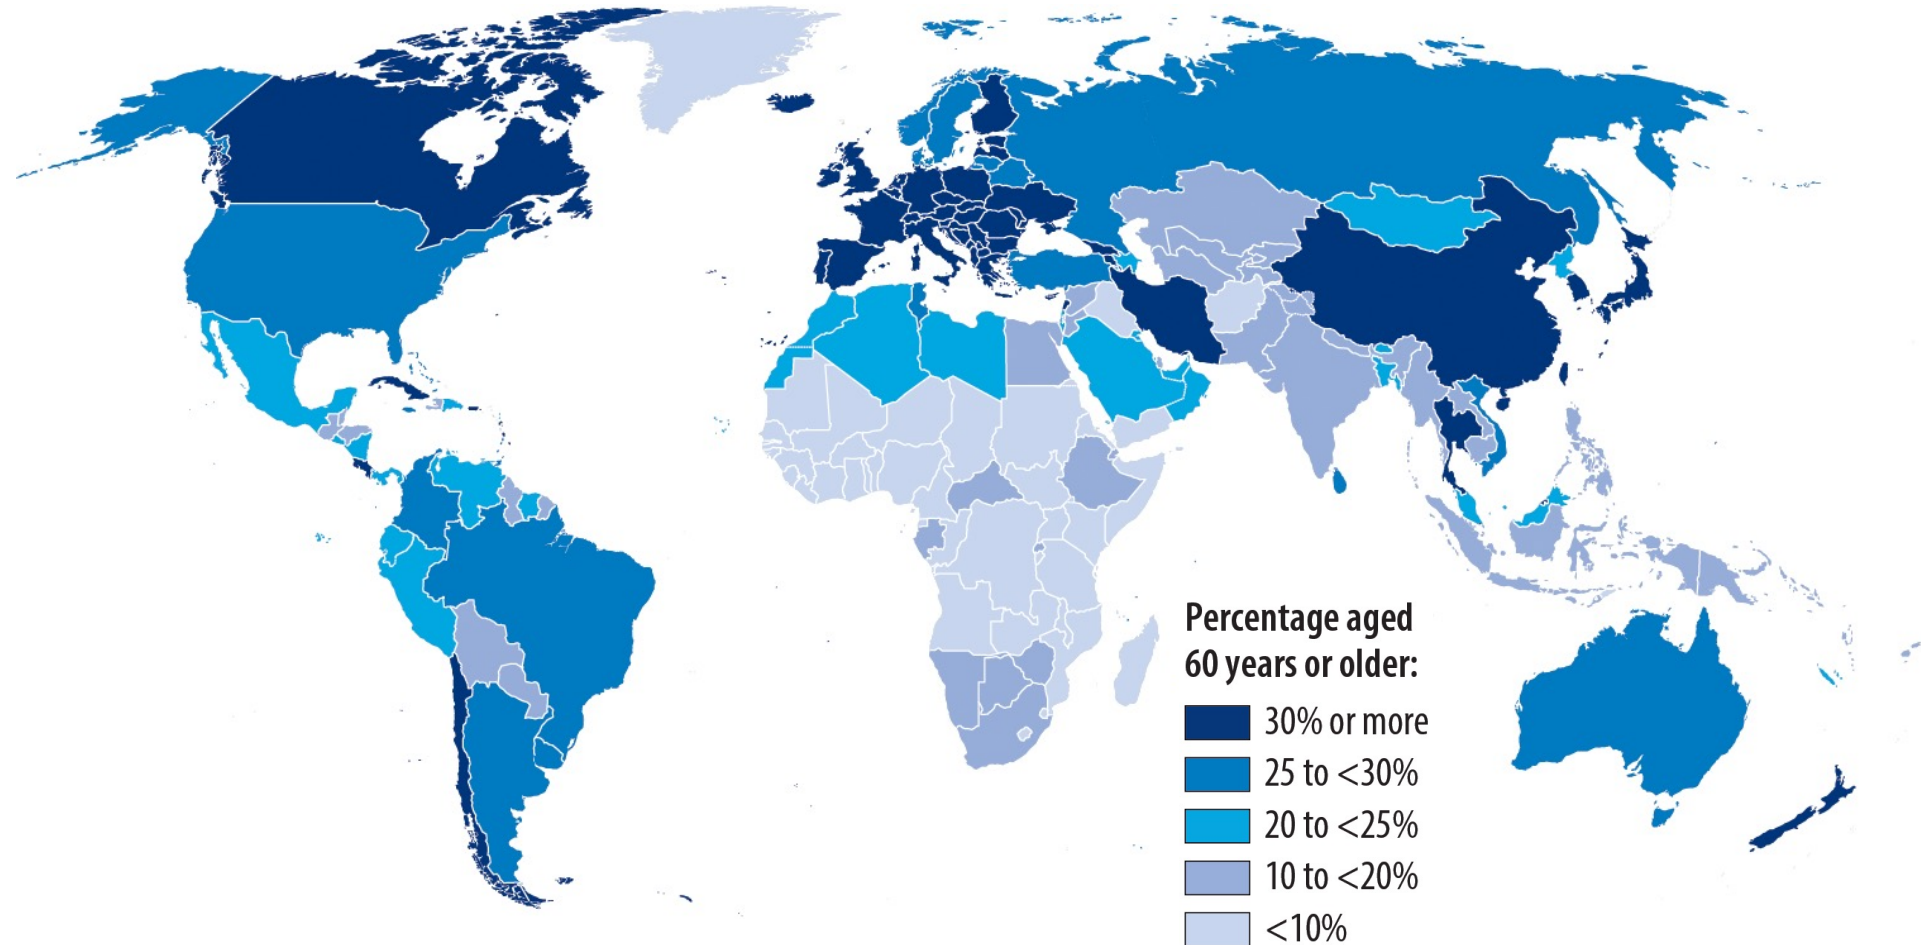 Percentage aged
60 years or older:
30% or more
25 to <30%
20 to <25%
10 to <20%
<10%